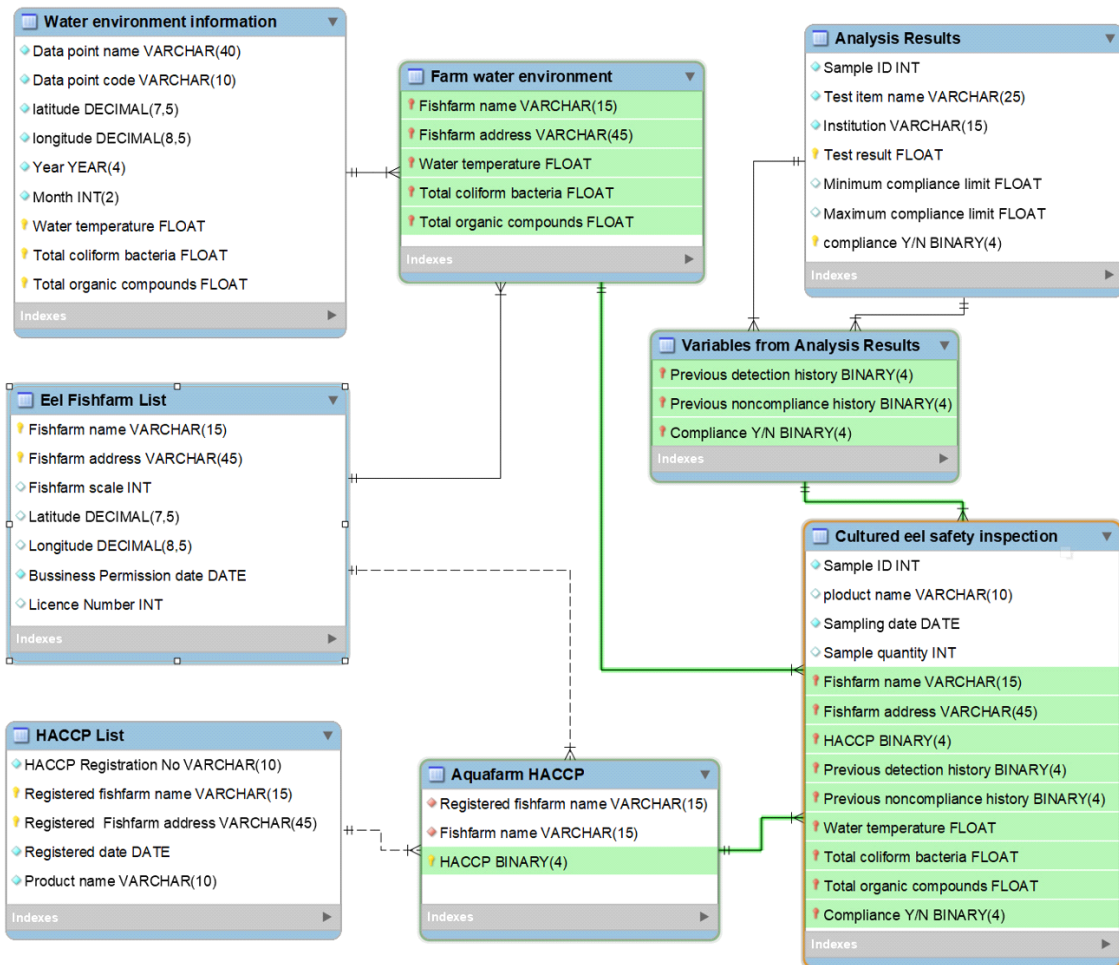 Water environment information
Data point name VARCHAR(40)
Data point code VARCHAR(10)
latitude DECIMAL(7,5)
longitude DECIMAL(8,5)
Year YEAR(4)
Month INT(2)
Water temperature FLOAT
Total coliform bacteria FLOAT
Total organic compounds FLOAT
Indexes
Farm water environment
Fishfarm name VARCHAR(15)
Fishfarm address VARCHAR(45)
Water temperature FLOAT
Total coliform bacteria FLOAT
Total organic compounds FLOAT
Indexes
Analysis Results
Sample ID INT
Test item name VARCHAR(25)
Institution VARCHAR(15)
Test result FLOAT
Minimum compliance limit FLOAT
Maximum compliance limit FLOAT
compliance Y/N BINARY(4)
Indexes
Variables from Analysis Results
Previous detection history BINARY(4)
Previous noncompliance history BINARY(4)
Compliance Y/N BINARY(4)
Indexes
Eel Fishfarm List
Fishfarm name VARCHAR(15)
Fishfarm address VARCHAR(45)
Fishfarm scale INT
Latitude DECIMAL(7,5)
Longitude DECIMAL(8,5)
Bussiness Permission date DATE
Licence Number INT
Indexes
Cultured eel safety inspection
Sample ID INT
ploduct name VARCHAR(10)
Sampling date DATE
Sample quantity INT
Fishfarm name VARCHAR(15)
Fishfarm address VARCHAR(45)
HACCP BINARY(4)
Previous detection history BINARY(4)
Previous noncompliance history BINARY(4)
Water temperature FLOAT
Total coliform bacteria FLOAT
Total organic compounds FLOAT
Compliance Y/N BINARY(4)
Indexes
HACCP List
HACCP Registration No VARCHAR(10)
Registered fishfarm name VARCHAR(15)
Registered Fishfarm address VARCHAR(45)
Registered date DATE
Product name VARCHAR(10)
Indexes
Aquafarm HACCP
Registered fishfarm name VARCHAR(15)
Fishfarm name VARCHAR(15)
HACCP BINARY(4)
Indexes